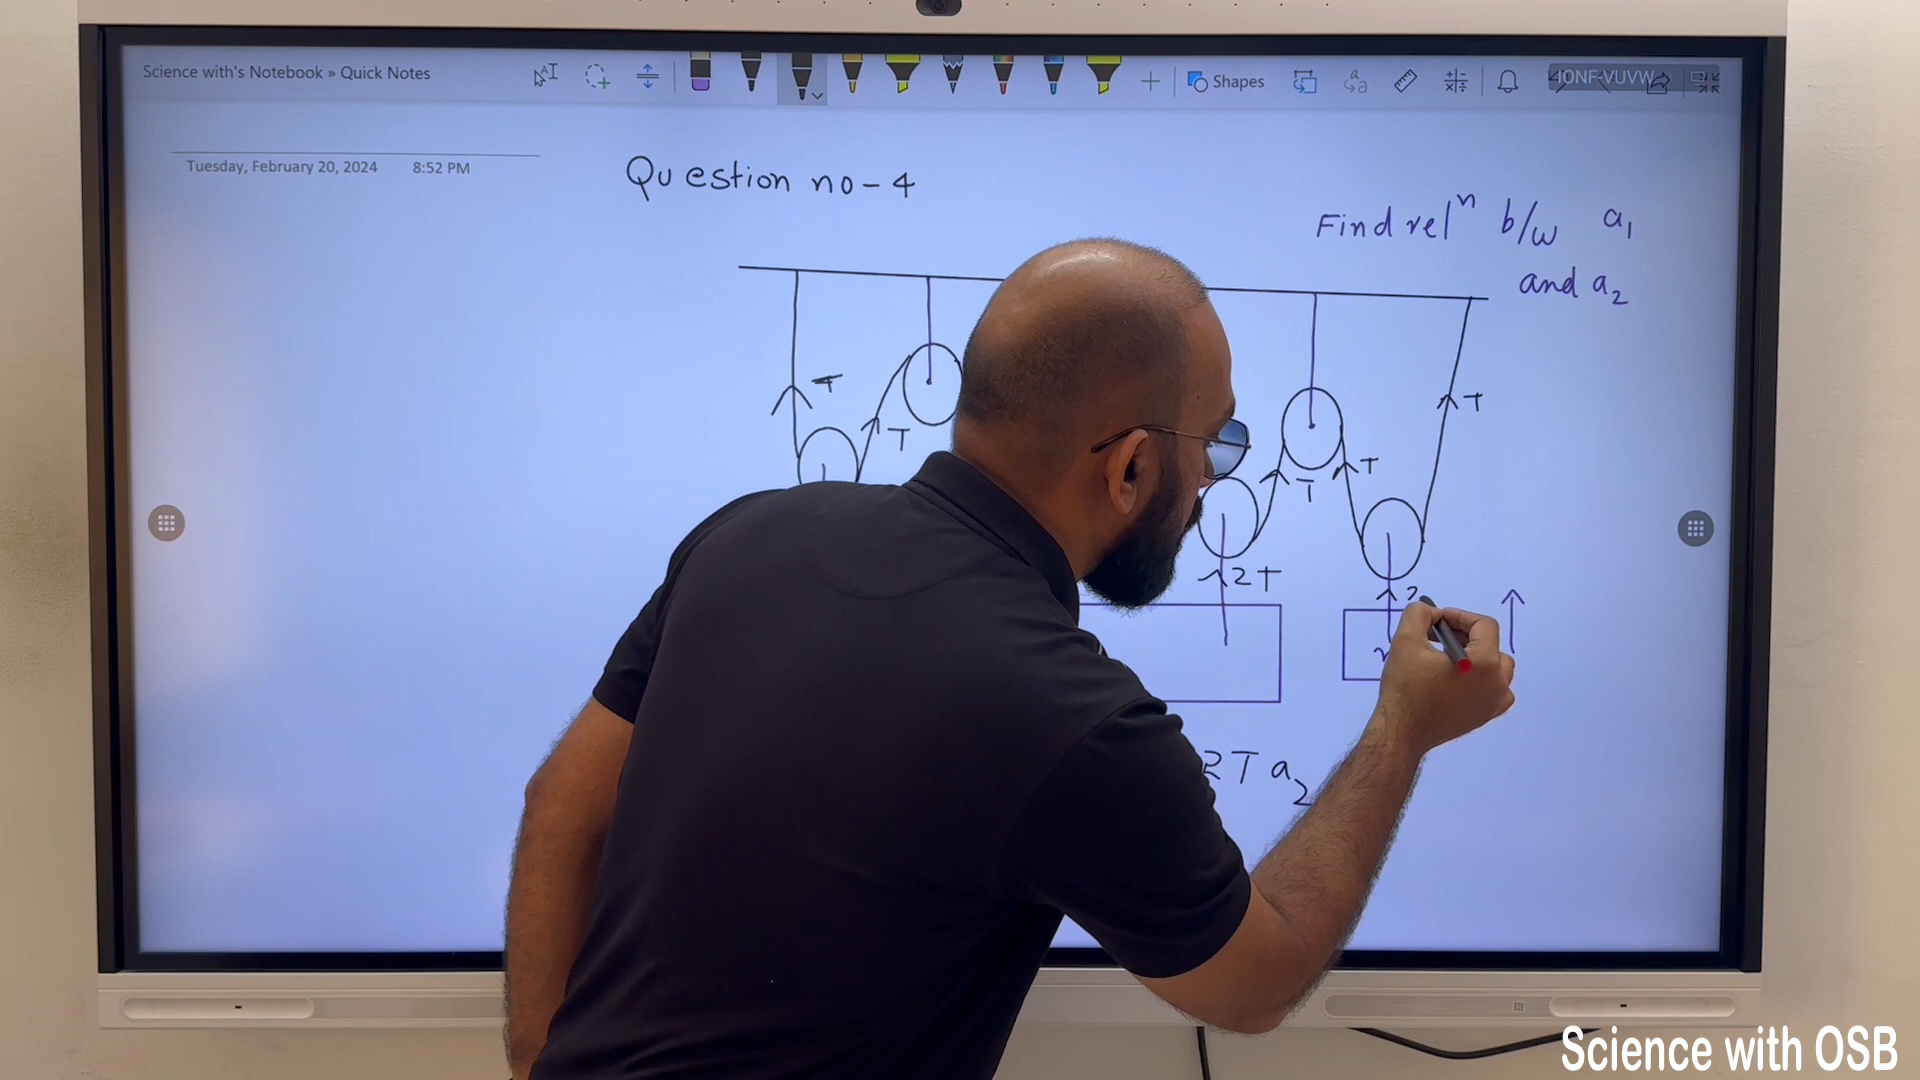 Science with's Notebook » Quick Notes
Shapes
Tuesday, February 20, 2024 8:52 PM
Question no-4
Find relⁿ b/w a₁
and a₂
T
T
T
T
T
2T
2T a₂
Science with OSB